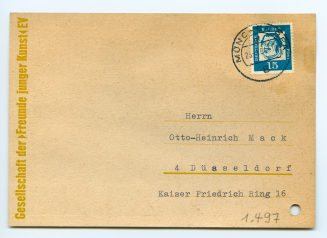 Gesellschaft der ›Freunde junger Kunst‹ EV
MÜNC
15
Herrn
Otto-Heinrich Mack
4 Düsseldorf
Kaiser Friedrich Ring 16
1.497